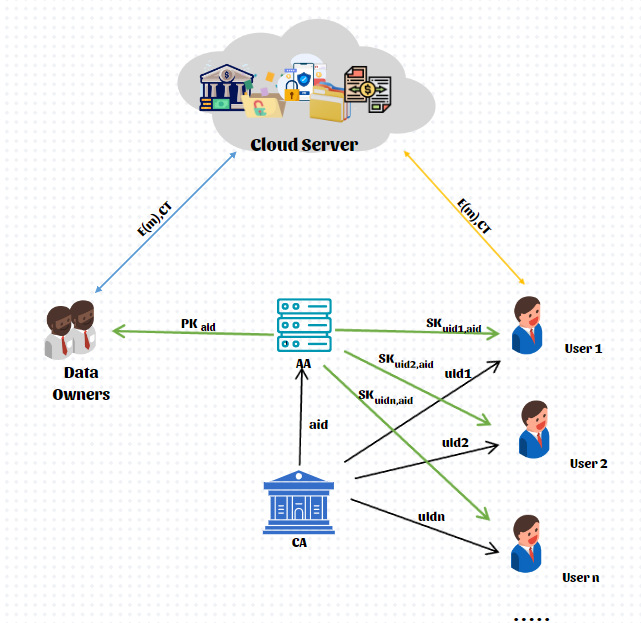 Cloud Server
E(m),CT
E(m),CT
PK aid
SK uid1,aid
User 1
AA
Data
Owners
SK uid2,aid
uId1
SK uidn,aid
aid
uId2
User 2
uIdn
CA
User n
.....